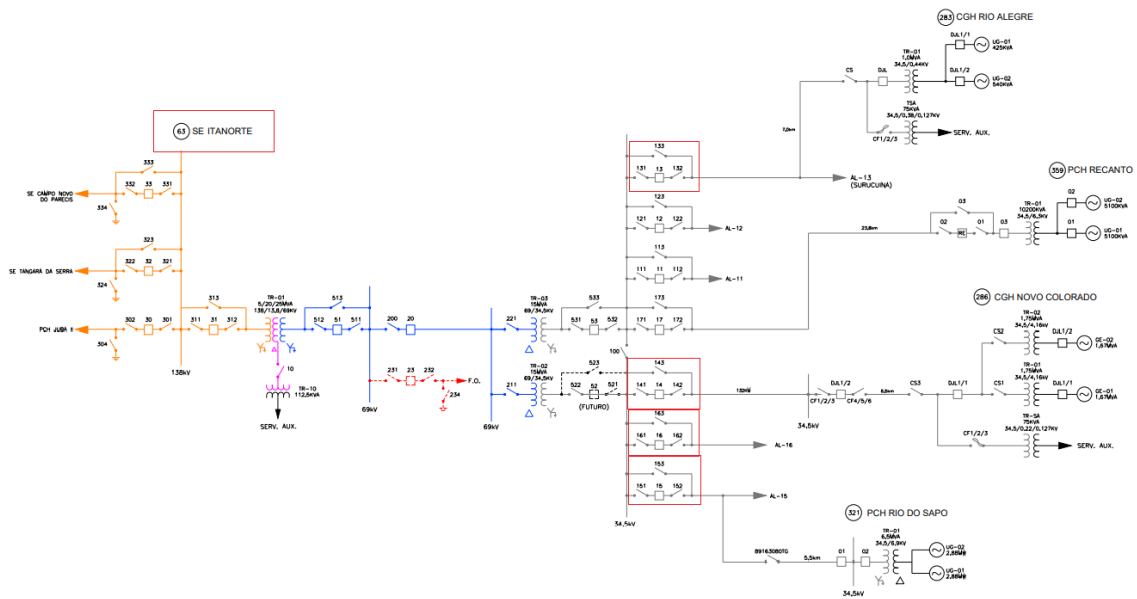 283 CGH RIO ALEGRE
TR-01
1,0MVA
34,5/0,44KV
DJL1/1
UG-01
425KVA
CS
DJL
DJL1/2
UG-02
540KVA
TSA
75KVA
34,5/0,38/0,127KV
7,0km
CF1/2/3
SERV. AUX.
63 SE ITANORTE
333
332 33 331
SE CAMPO NOVO
DO PARECIS
334
323
322 32 321
SE TANGARÁ DA SERRA
324
313
302 30 301
311 31 312
PCH JUBA II
304
138kV
TR-01
5/20/25MVA
138/13,8/69KV
10
TR-10
112,5KVA
SERV. AUX.
513
512 51 511
200 20
231 23 232
F.O.
234
69kV
221
211
69kV
TR-03
15MVA
69/34,5KV
TR-02
15MVA
69/34,5KV
533
531 53 532
523
522 52 521
(FUTURO)
100
133
131 13 132
AL-13
(SURUCUINA)
123
121 12 122
AL-12
113
111 11 112
AL-11
173
171 17 172
143
141 14 142
163
161 16 162
AL-16
153
151 15 152
AL-15
34,5kV
359 PCH RECANTO
TR-01
10200KVA
34,5/6,3KV
02
UG-02
5100KVA
03
02 RE 01 03
01
UG-01
5100KVA
23,8km
286 CGH NOVO COLORADO
TR-02
1,75MVA
34,5/4,16kV
CS2
DJL1/2
GE-02
1,67MVA
TR-01
1,75MVA
34,5/4,16kV
DJL1/2
CF1/2/3 CF4/5/6
CS3
DJL1/1
CS1
DJL1/1
GE-01
1,67MVA
34,5kV
TR-SA
75KVA
34,5/0,22/0,127KV
CF1/2/3
SERV. AUX.
321 PCH RIO DO SAPO
TR-01
6,5MVA
34,5/6,9KV
89163080TG
5,5km
01 02
UG-02
2,88MW
UG-01
2,88MW
34,5kV